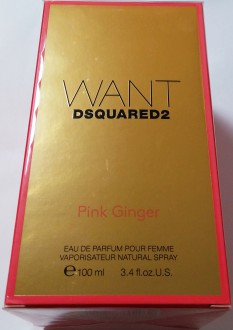 WANT
DSQUARED2
Pink Ginger
EAU DE PARFUM POUR FEMME
VAPORISATEUR NATURAL SPRAY
e 100 ml 3.4 fl.oz.U.S.